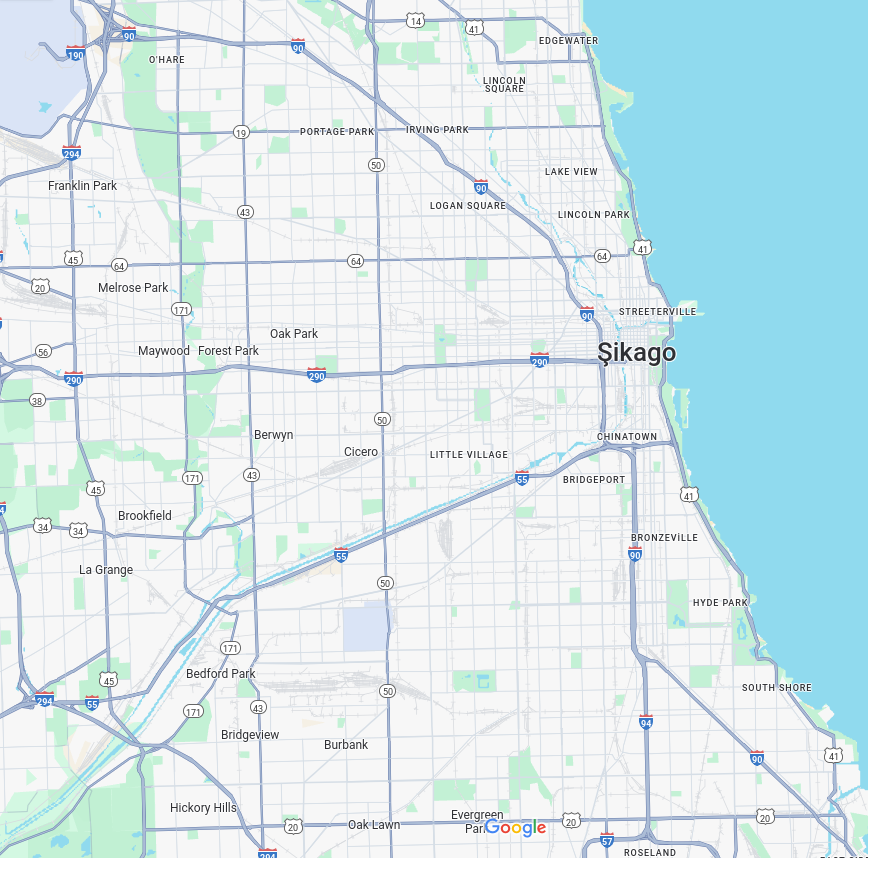 14
41
EDGEWATER
90
90
190
O'HARE
LINCOLN
SQUARE
19
PORTAGE PARK
IRVING PARK
294
50
LAKE VIEW
Franklin Park
90
LOGAN SQUARE
43
LINCOLN PARK
41
45
64
64
64
20
Melrose Park
171
90
STREETERVILLE
Oak Park
56
Maywood
Forest Park
Şikago
290
290
290
38
50
Berwyn
CHINATOWN
Cicero
LITTLE VILLAGE
43
171
55
BRIDGEPORT
45
41
4
Brookfield
34
34
BRONZEVİLLE
55
90
La Grange
50
HYDE PARK
171
Bedford Park
45
SOUTH SHORE
50
294
55
43
171
94
Bridgeview
Burbank
90
41
Hickory Hills
Evergreen
Park
Google
Oak Lawn
20
20
20
57
294
ROSELAND